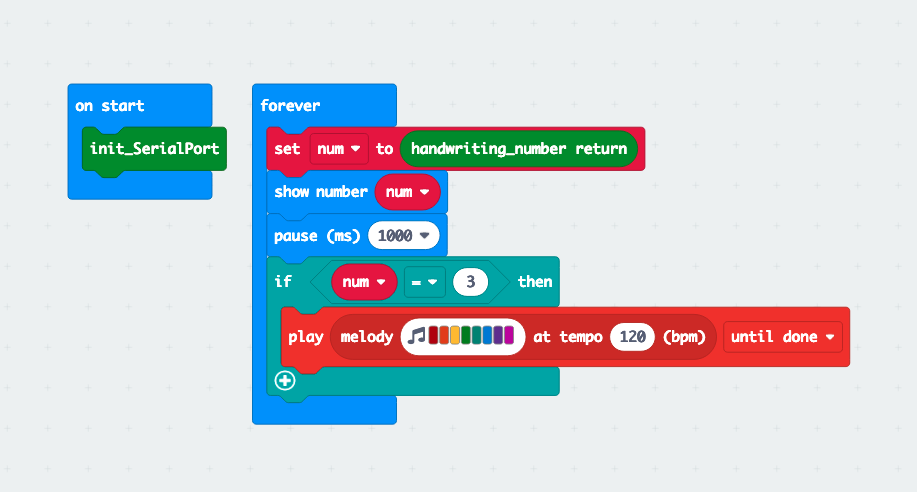 on start
init_SerialPort
forever
set num to handwriting_number return
show number num
pause (ms) 1000
if num = 3 then
play melody at tempo 120 (bpm) until done